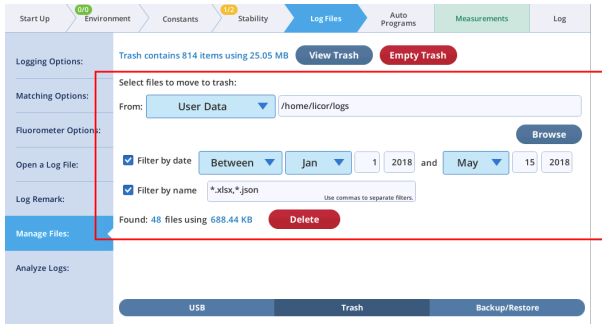 0/0
1/2
Start Up Environment Constants Stability Log Files Auto Programs Measurements Log
Trash contains 814 items using 25.05 MB View Trash Empty Trash
Logging Options:
Select files to move to trash:
Matching Options:
From: User Data /home/licor/logs
Fluorometer Options:
Browse
Open a Log File:
Filter by date Between Jan 1 2018 and May 15 2018
Log Remark:
Filter by name *.xlsx,*.json
Use commas to separate filters.
Found: 48 files using 688.44 KB Delete
Manage Files:
Analyze Logs:
USB Trash Backup/Restore